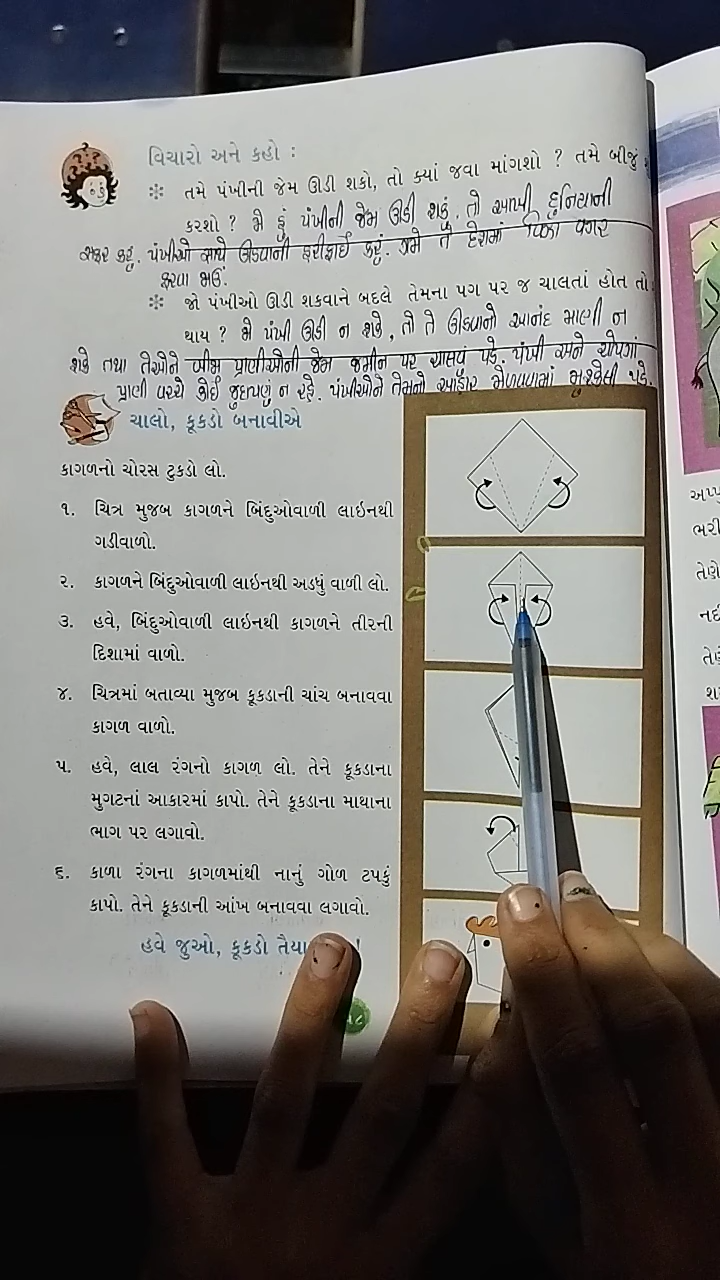 વિચારો અને કહો :
❊ તમે પંખીની જેમ ઊડી શકો, તો ક્યાં જવા માંગશો ? તમે બીજું
કરશો ? જો હું પંખીની જેમ ઊડી શકું, તો આખી દુનિયાની
સફર કરું. પંખીઓ સાથે ઊડવાની હરીફાઈ કરું. ગમે તે દેશમાં વિઝા વગર
ફરવા જાઉં.
❊ જો પંખીઓ ઊડી શકવાને બદલે તેમના પગ પર જ ચાલતાં હોત તો
થાય ? જો પંખી ઊડી ન શકે, તો તે ઊડવાનો આનંદ માણી ન
શકે તથા તેઓને બીજા પ્રાણીઓની જેમ જમીન પર ચાલવું પડે. પંખી અને ચોપગાં
પ્રાણી વચ્ચે કોઈ જુદાપણું ન રહે. પંખીઓને તેમનો આહાર મેળવવામાં મુશ્કેલી પડે.
ચાલો, કૂકડો બનાવીએ
કાગળનો ચોરસ ટુકડો લો.
૧. ચિત્ર મુજબ કાગળને બિંદુઓવાળી લાઇનથી
ગડીવાળો.
૨. કાગળને બિંદુઓવાળી લાઇનથી અડધું વાળી લો.
૩. હવે, બિંદુઓવાળી લાઇનથી કાગળને તીરની
દિશામાં વાળો.
૪. ચિત્રમાં બતાવ્યા મુજબ કૂકડાની ચાંચ બનાવવા
કાગળ વાળો.
૫. હવે, લાલ રંગનો કાગળ લો. તેને કૂકડાના
મુગટનાં આકારમાં કાપો. તેને કૂકડાના માથાના
ભાગ પર લગાવો.
૬. કાળા રંગના કાગળમાંથી નાનું ગોળ ટપકું
કાપો. તેને કૂકડાની આંખ બનાવવા લગાવો.
હવે જુઓ, કૂકડો
અપ્પુ
ભરી
તેણે
નદી